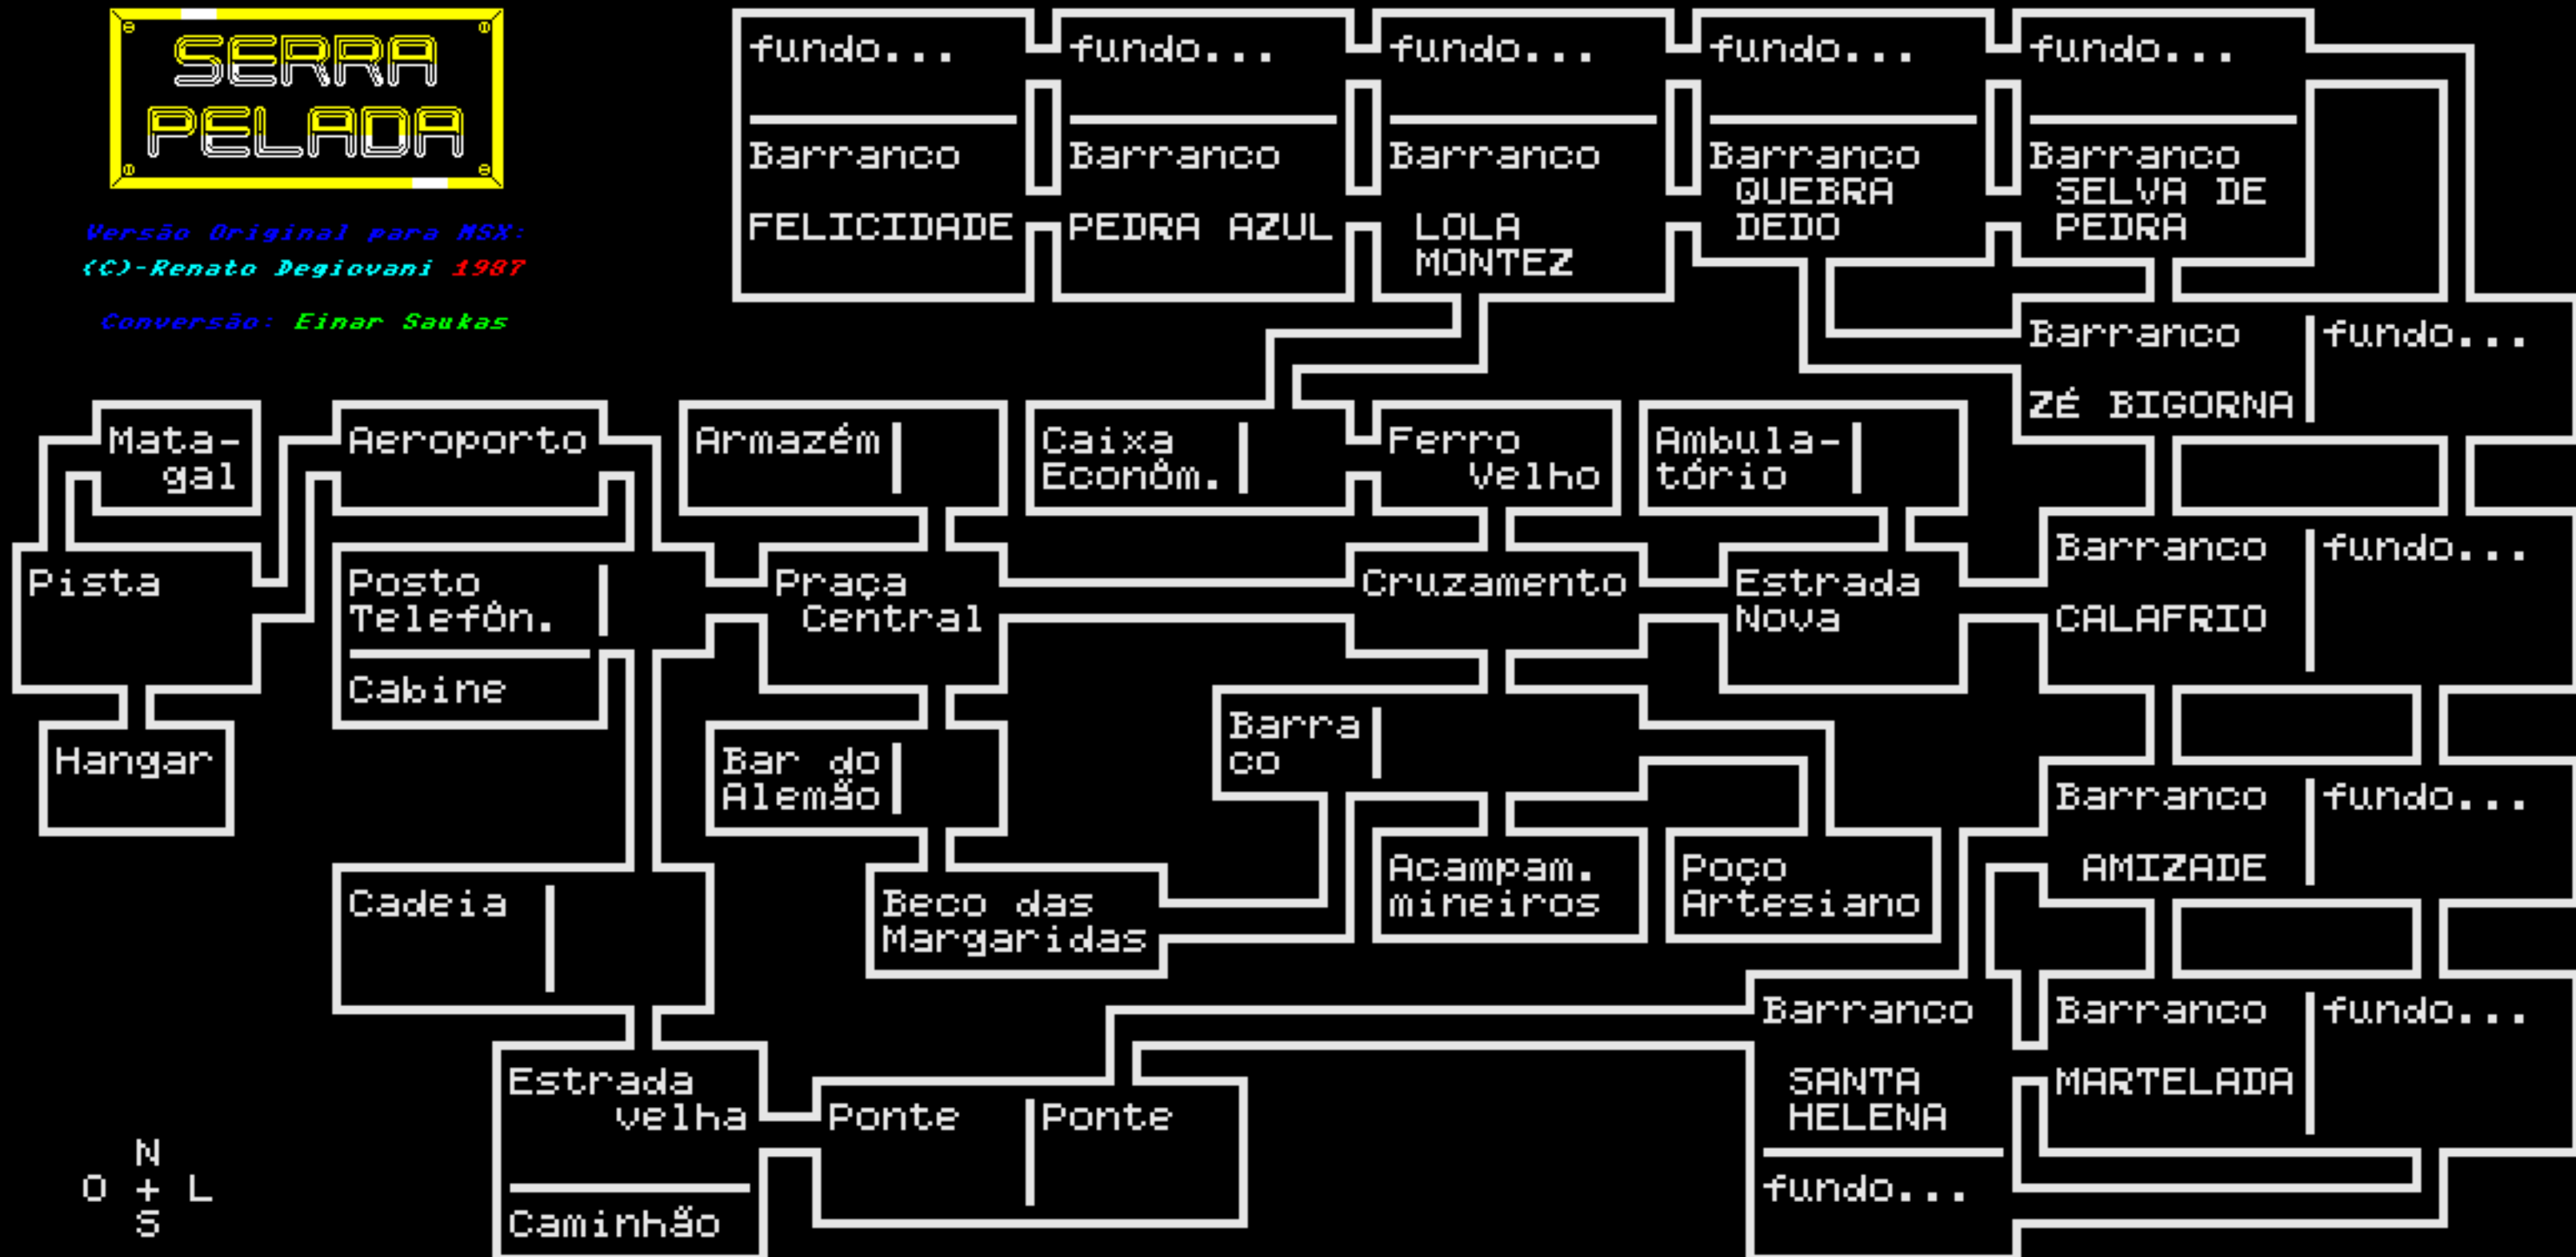 SERRA
PELADA
Versão Original para MSX:
(C)-Renato Degiovani 1987
Conversão: Einar Saukas
fundo...
fundo...
fundo...
fundo...
fundo...
Barranco
FELICIDADE
Barranco
PEDRA AZUL
Barranco
LOLA
MONTEZ
Barranco
QUEBRA
DEDO
Barranco
SELVA DE
PEDRA
Barranco
ZÉ BIGORNA
fundo...
Mata-
gal
Aeroporto
Armazém
Caixa
Econôm.
Ferro
Velho
Ambula-
tório
Pista
Posto
Telefôn.
Cabine
Praça
Central
Cruzamento
Estrada
Nova
Barranco
CALAFRIO
fundo...
Hangar
Bar do
Alemão
Barra
co
Barranco
AMIZADE
fundo...
Cadeia
Beco das
Margaridas
Acampam.
mineiros
Poço
Artesiano
Estrada
velha
Caminhão
Ponte
Ponte
Barranco
SANTA
HELENA
fundo...
Barranco
MARTELADA
fundo...
N
O + L
S